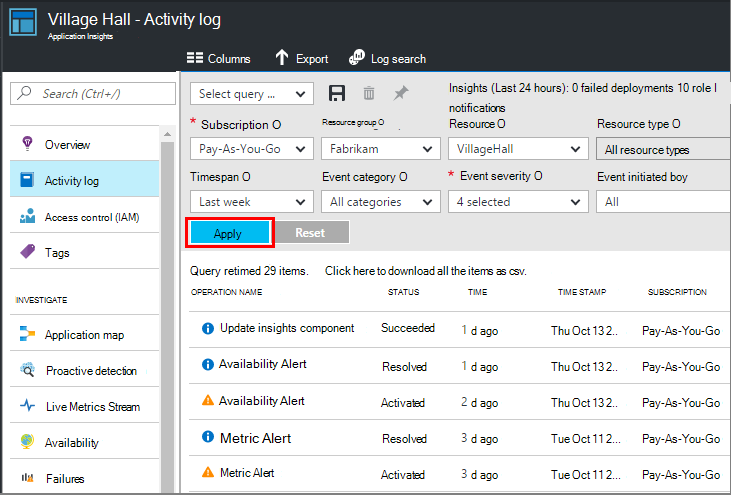 Village Hall - Activity log
Application Insights
Columns Export Log search
Search (Ctrl+/)
Overview
Activity log
Access control (IAM)
Tags
INVESTIGATE
Application map
Proactive detection
Live Metrics Stream
Availability
Failures
Select query ...
Insights (Last 24 hours): 0 failed deployments 10 role l
notifications
* Subscription O Resource group O Resource O Resource type O
Pay-As-You-Go Fabrikam VillageHall All resource types
Timespan O Event category O * Event severity O Event initiated boy
Last week All categories 4 selected All
Apply Reset
Query retimed 29 items. Click here to download all the items as csv.
OPERATION NAME STATUS TIME TIME STAMP SUBSCRIPTION
Update insights component Succeeded 1 d ago Thu Oct 13 2... Pay-As-You-Go
Availability Alert Resolved 1 d ago Thu Oct 13 2... Pay-As-You-Go
Availability Alert Activated 2 d ago Thu Oct 13 2... Pay-As-You-Go
Metric Alert Resolved 3 d ago Tue Oct 11 2... Pay-As-You-Go
Metric Alert Activated 3 d ago Tue Oct 11 2... Pay-As-You-Go